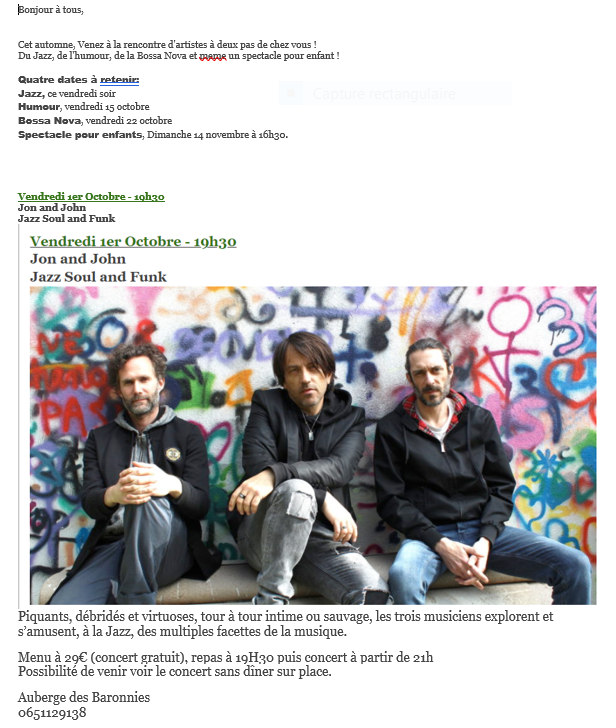 Bonjour à tous,
Cet automne, Venez à la rencontre d'artistes à deux pas de chez vous !
Du Jazz, de l'humour, de la Bossa Nova et meme un spectacle pour enfant !
Quatre dates à retenir:
Jazz, ce vendredi soir
Humour, vendredi 15 octobre
Capture rectangulaire
Bossa Nova, vendredi 22 octobre
Spectacle pour enfants, Dimanche 14 novembre à 16h30.
Vendredi 1er Octobre - 19h30
Jon and John
Jazz Soul and Funk
Vendredi 1er Octobre - 19h30
Jon and John
Jazz Soul and Funk
Piquants, débridés et virtuoses, tour à tour intime ou sauvage, les trois musiciens explorent et
s'amusent, à la Jazz, des multiples facettes de la musique.
Menu à 29€ (concert gratuit), repas à 19H30 puis concert à partir de 21h
Possibilité de venir voir le concert sans dîner sur place.
Auberge des Baronnies
0651129138